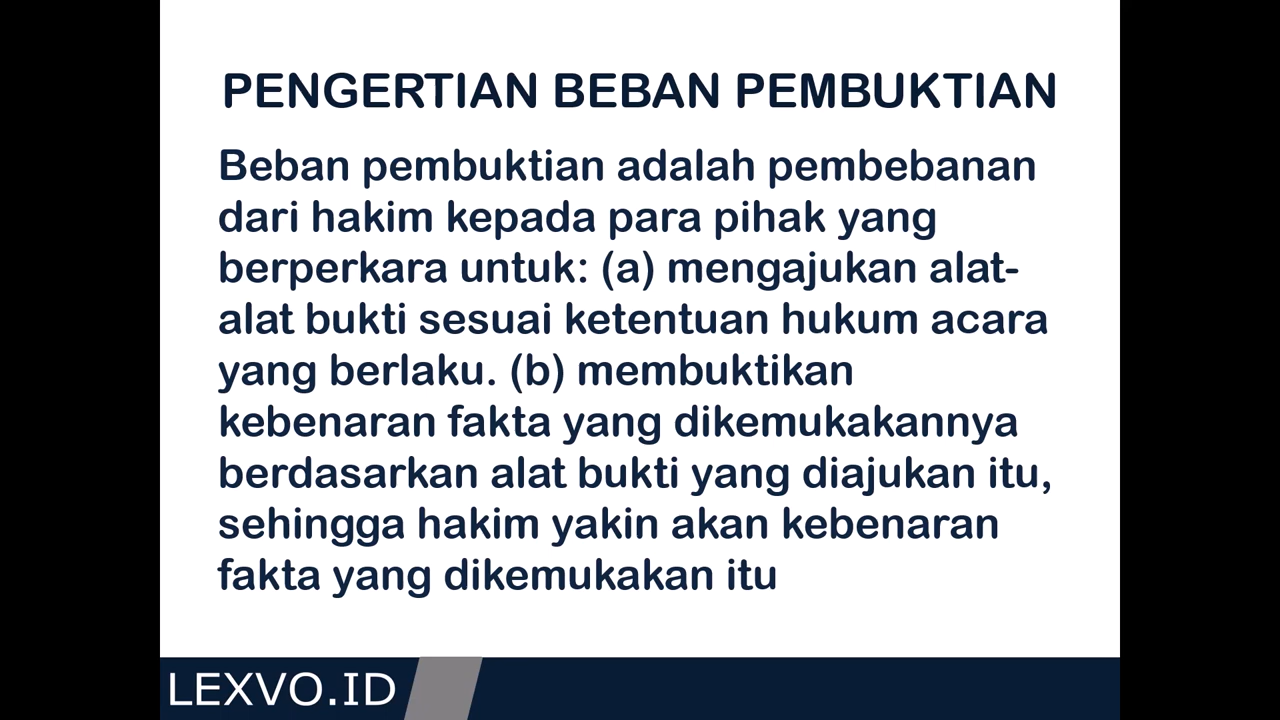 PENGERTIAN BEBAN PEMBUKTIAN
Beban pembuktian adalah pembebanan
dari hakim kepada para pihak yang
berperkara untuk: (a) mengajukan alat-
alat bukti sesuai ketentuan hukum acara
yang berlaku. (b) membuktikan
kebenaran fakta yang dikemukakannya
berdasarkan alat bukti yang diajukan itu,
sehingga hakim yakin akan kebenaran
fakta yang dikemukakan itu
LEXVO.ID